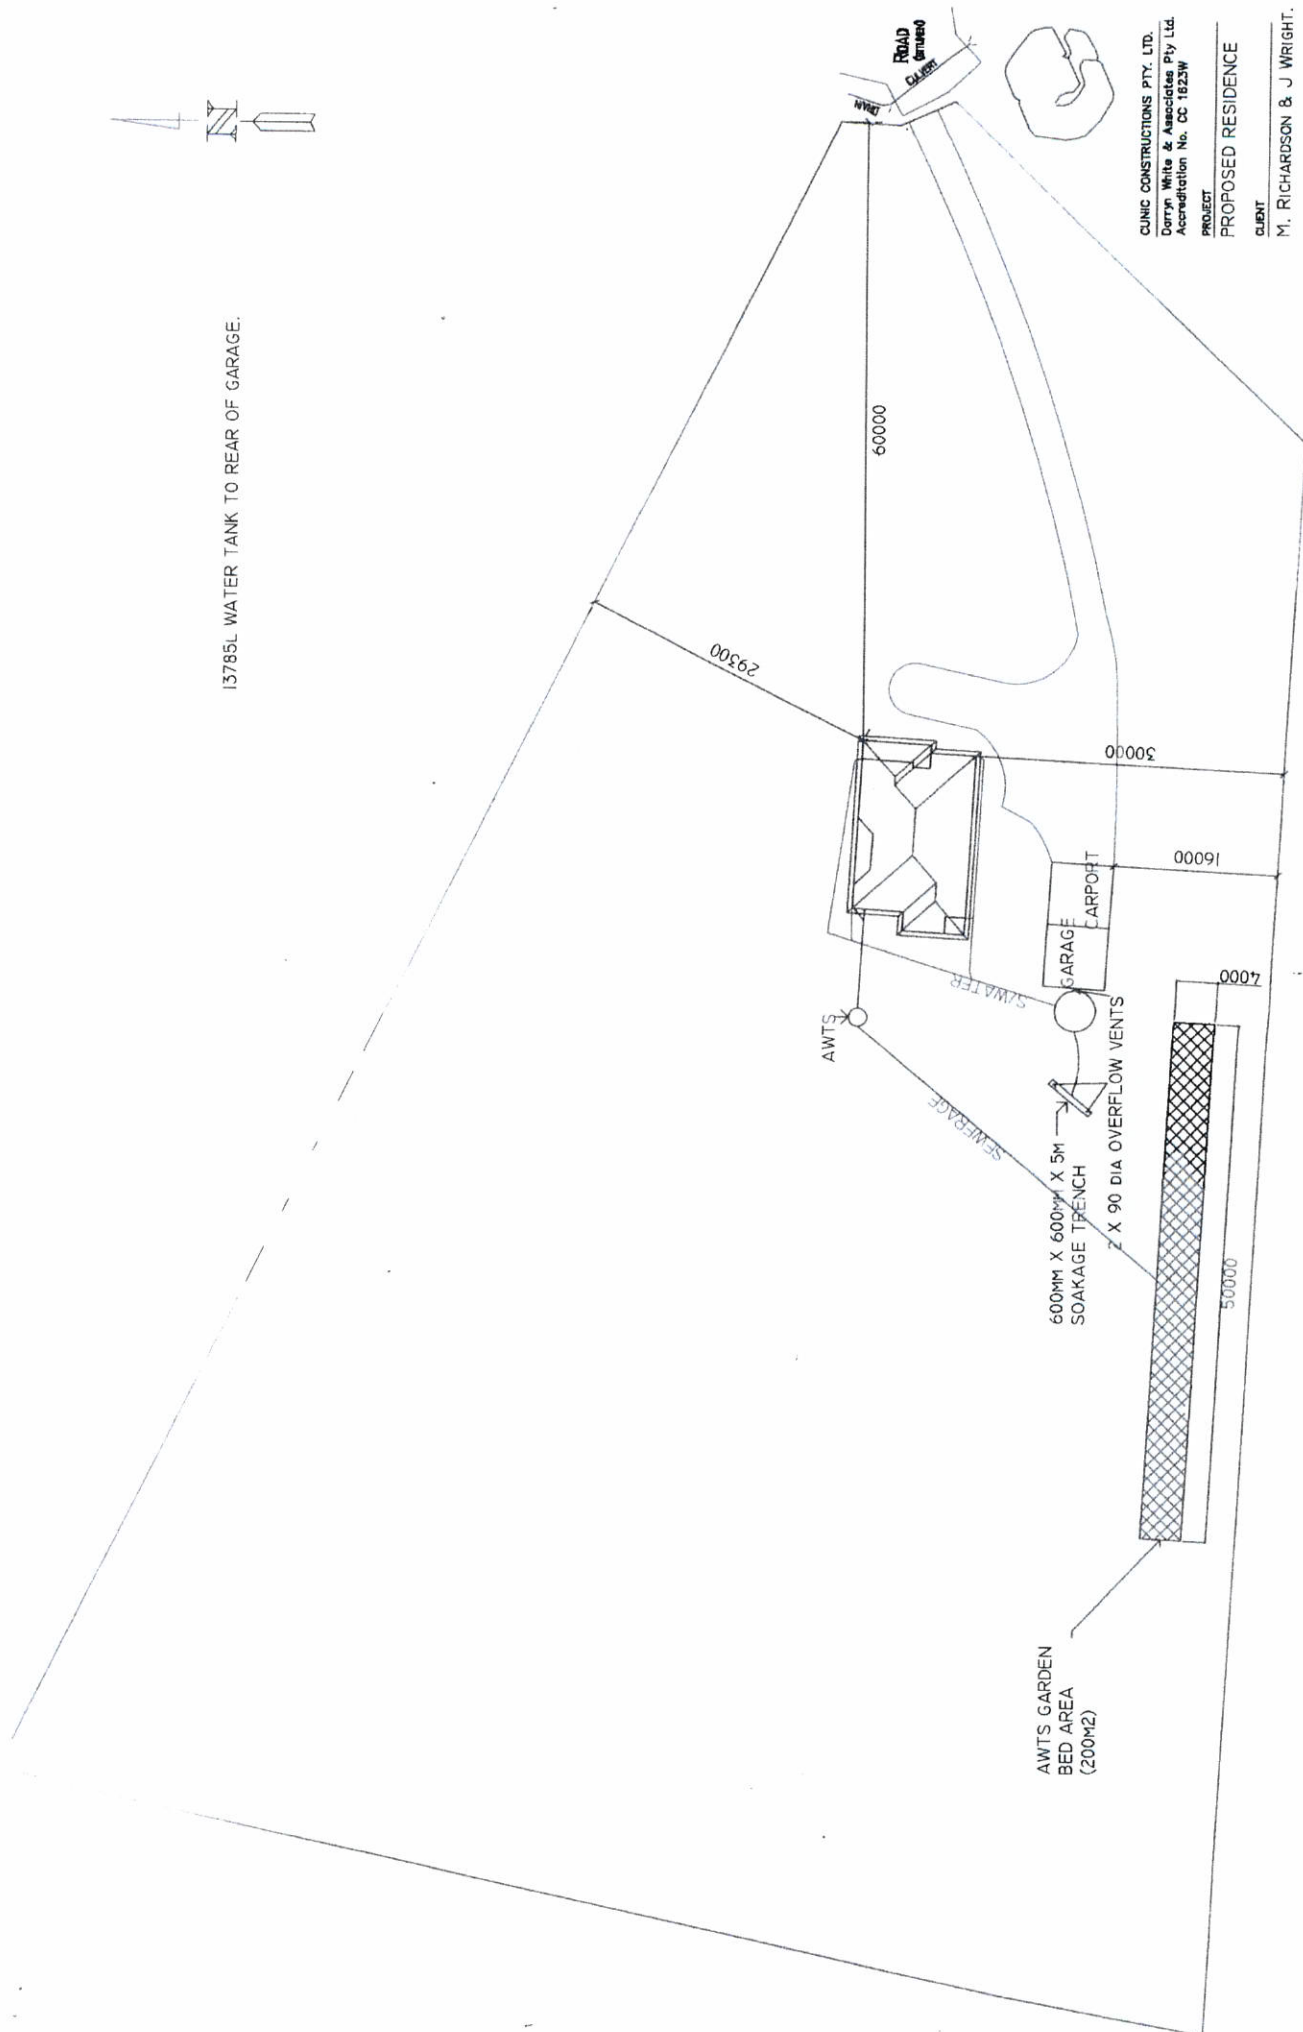 N
13785L WATER TANK TO REAR OF GARAGE.
ROAD
(BITUMEN)
CULVERT
DRAIN
60000
29300
30000
16000
CARPORT
GARAGE
S/WATER
AWTS
SEWERAGE
4000
2 X 90 DIA OVERFLOW VENTS
600MM X 600MM X 5M
SOAKAGE TRENCH
50000
AWTS GARDEN
BED AREA
(200M2)
CUNIC CONSTRUCTIONS PTY. LTD.
Darryn White & Associates Pty Ltd.
Accreditation No. CC 1623W
PROJECT
PROPOSED RESIDENCE
CLIENT
M. RICHARDSON & J WRIGHT.